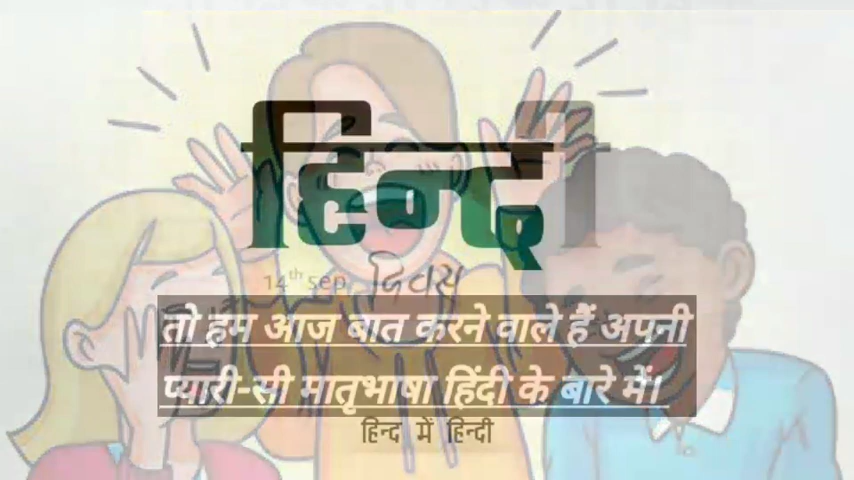 हिन्दी
14th sep दिवस
तो हम आज बात करने वाले हैं अपनी
प्यारी-सी मातृभाषा हिंदी के बारे में।
हिन्द में हिन्दी